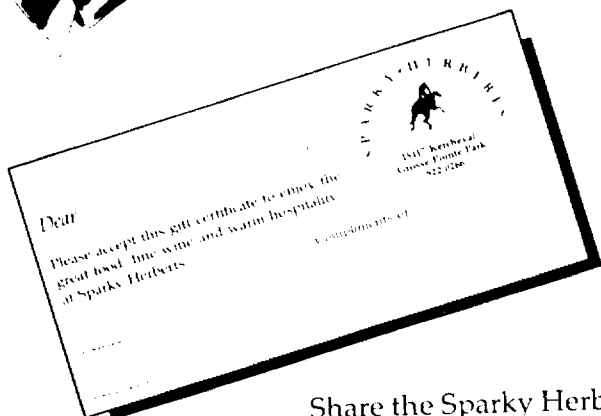 SPARKY HERBERTS
Kercheval
Grosse Pointe Park
Dear
Please accept this gift certificate to enjoy the
great food, fine wine and warm hospitality
at Sparky Herberts
Compliments of
Share the Sparky Herb